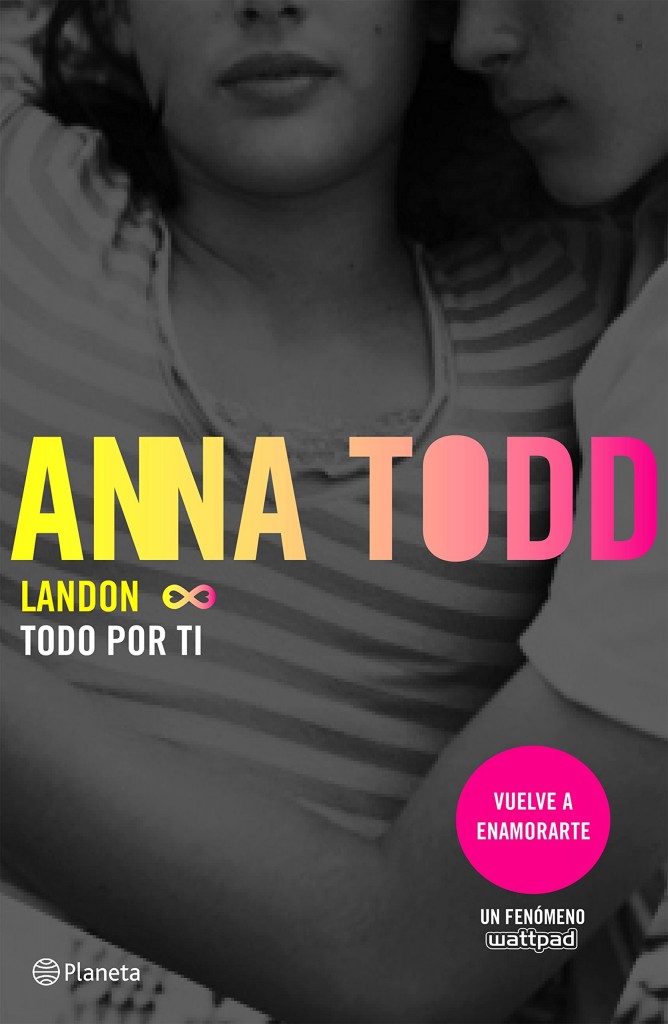 ANNA TODD
LANDON
TODO POR TI
VUELVE A
ENAMORARTE
UN FENÓMENO
wattpad
Planeta